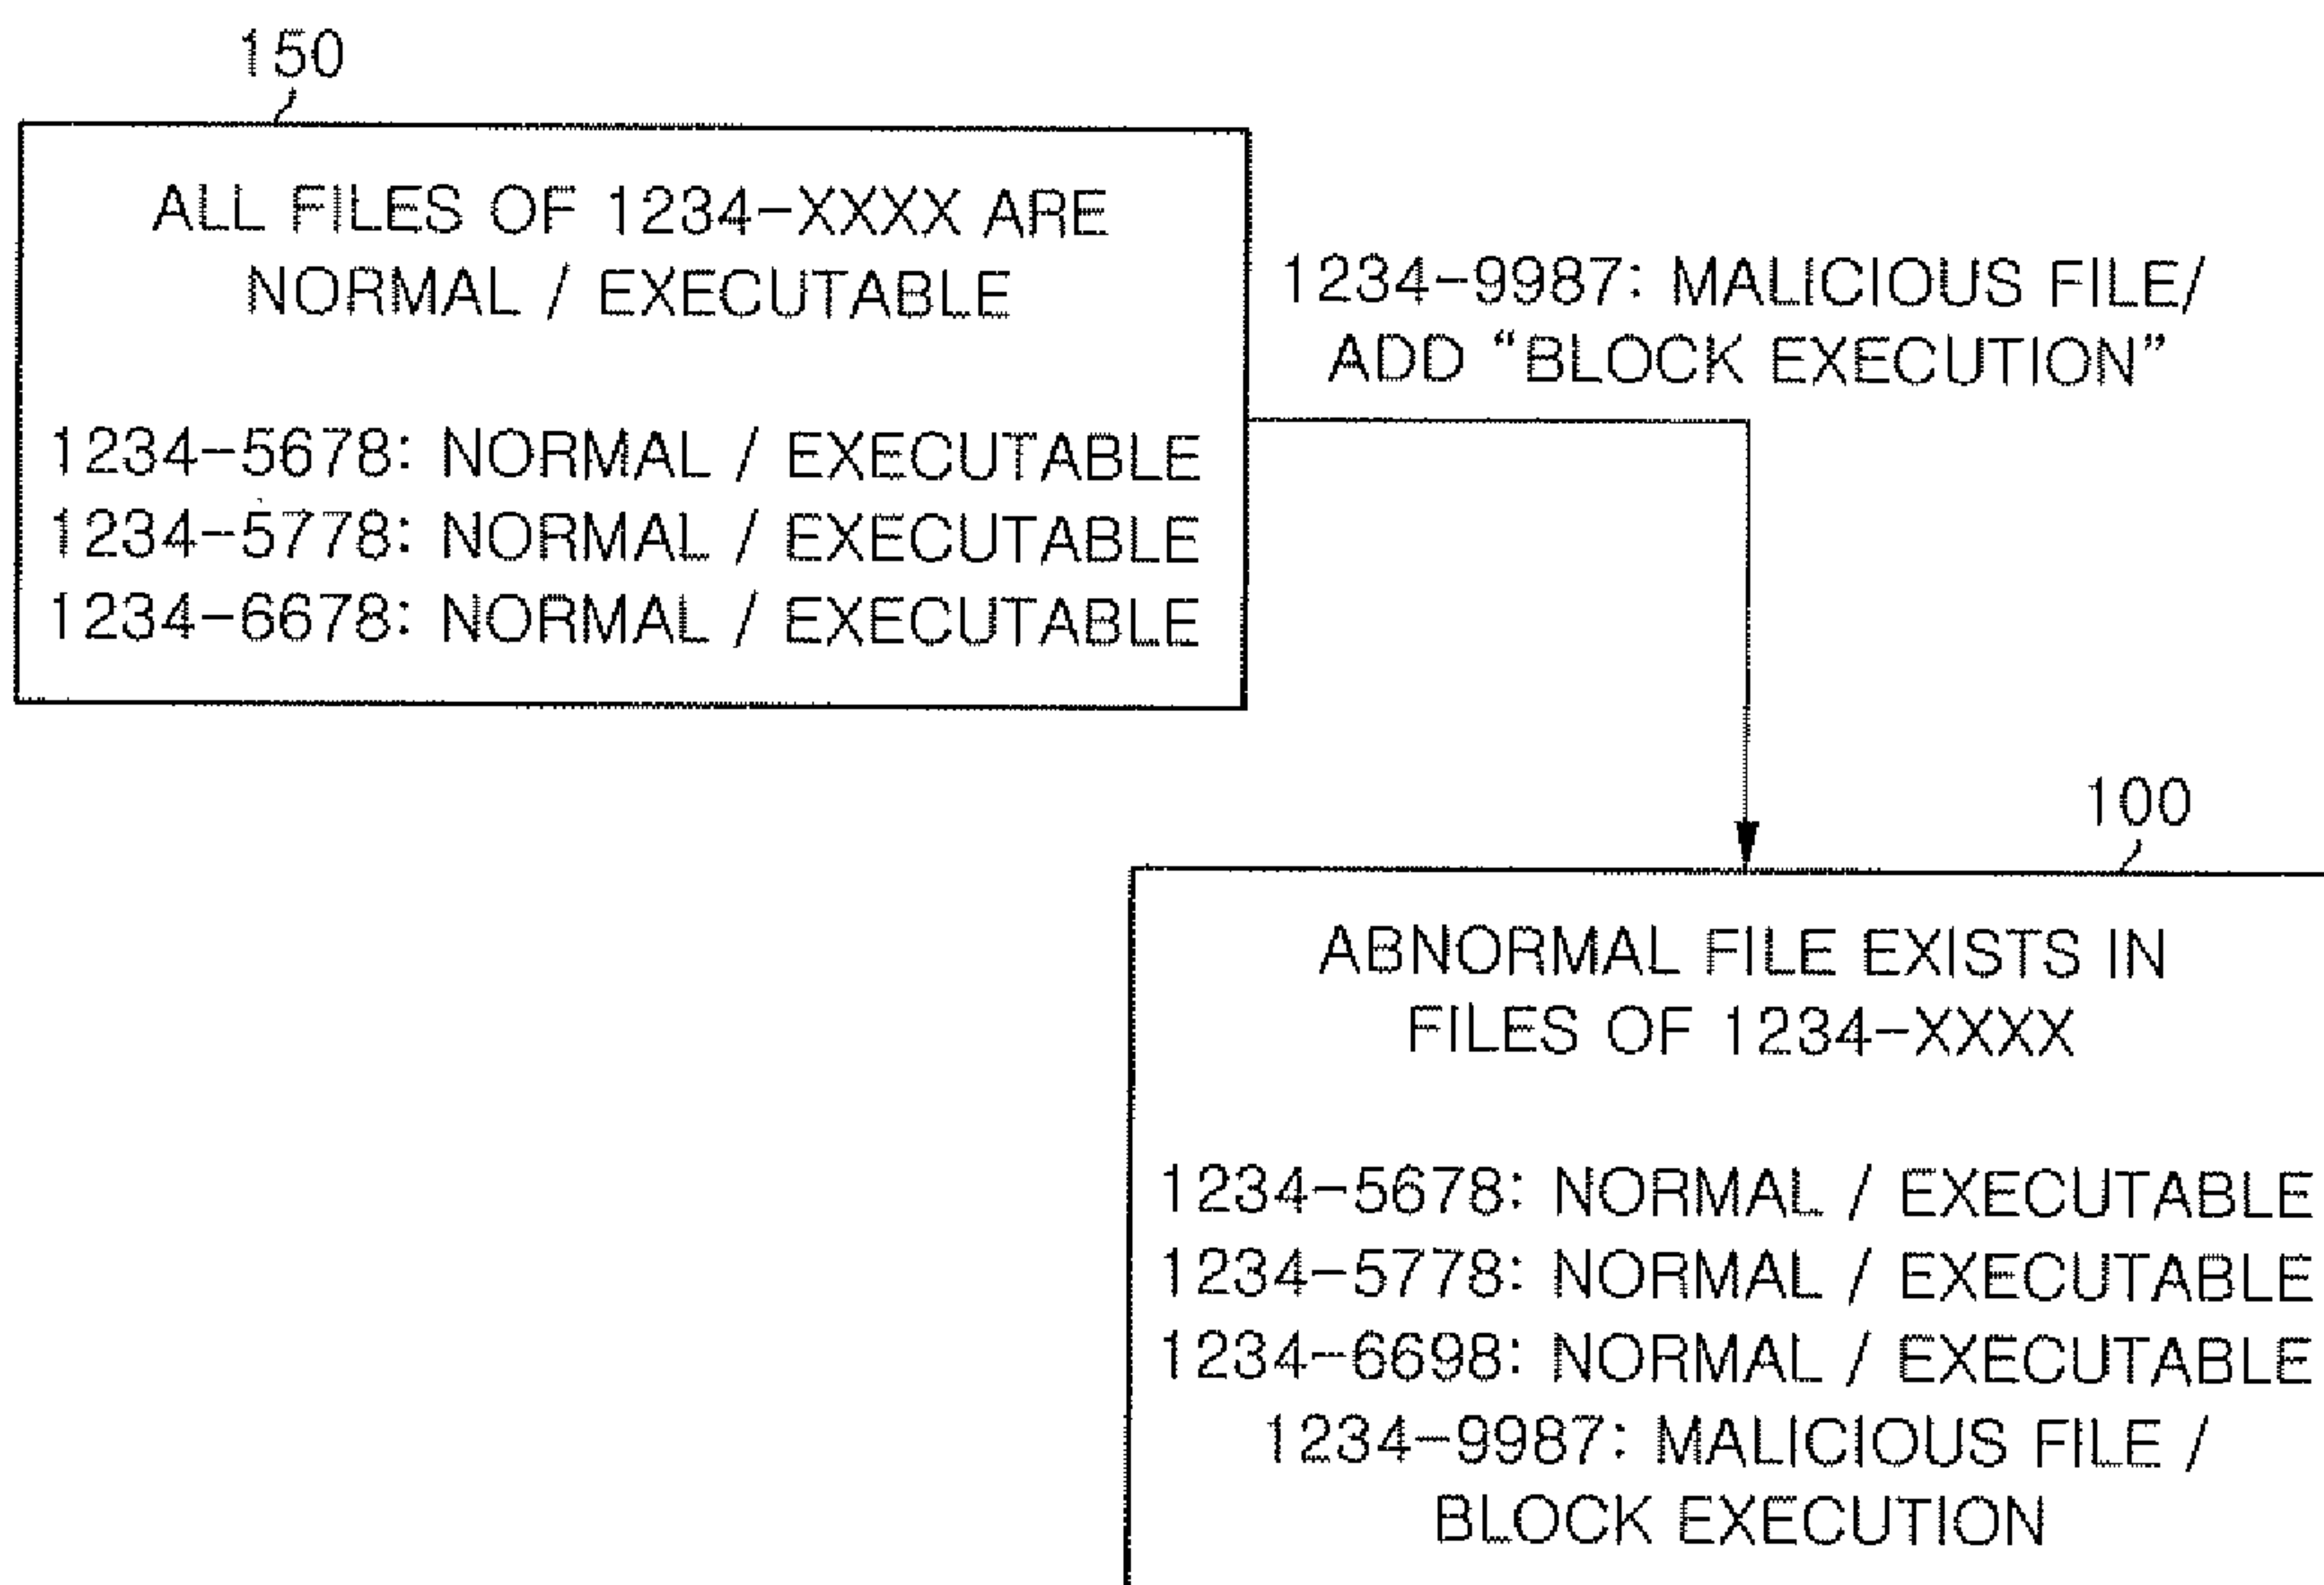 150
ALL FILES OF 1234-XXXX ARE
NORMAL / EXECUTABLE
1234-5678: NORMAL / EXECUTABLE
1234-5778: NORMAL / EXECUTABLE
1234-6678: NORMAL / EXECUTABLE
1234-9987: MALICIOUS FILE/
ADD “BLOCK EXECUTION”
100
ABNORMAL FILE EXISTS IN
FILES OF 1234-XXXX
1234-5678: NORMAL / EXECUTABLE
1234-5778: NORMAL / EXECUTABLE
1234-6698: NORMAL / EXECUTABLE
1234-9987: MALICIOUS FILE /
BLOCK EXECUTION